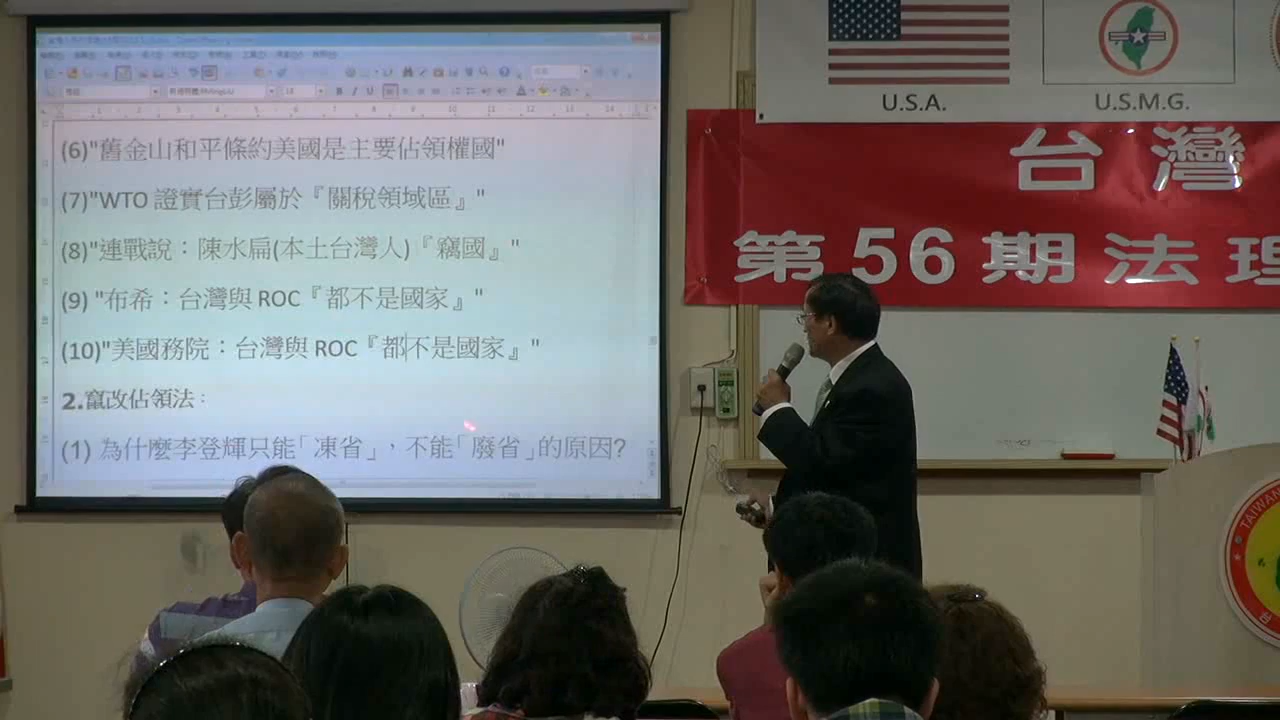 (6)"舊金山和平條約美國是主要佔領權國"
(7)"WTO 證實台彭屬於『關稅領域區』"
(8)"連戰說：陳水扁(本土台灣人)『竊國』"
(9) "布希：台灣與 ROC『都不是國家』"
(10)"美國務院：台灣與 ROC『都不是國家』"
2.竄改佔領法：
(1) 為什麼李登輝只能「凍省」，不能「廢省」的原因?
U.S.A.
U.S.M.G.
台灣
第56期法理
TAIWAN